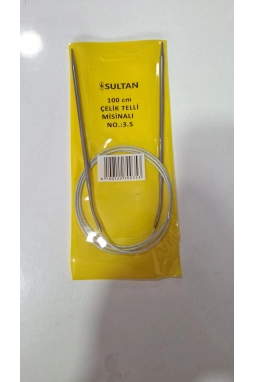 SULTAN
100 cm
ÇELİK TELLİ
MİSİNALI
NO.:3.5